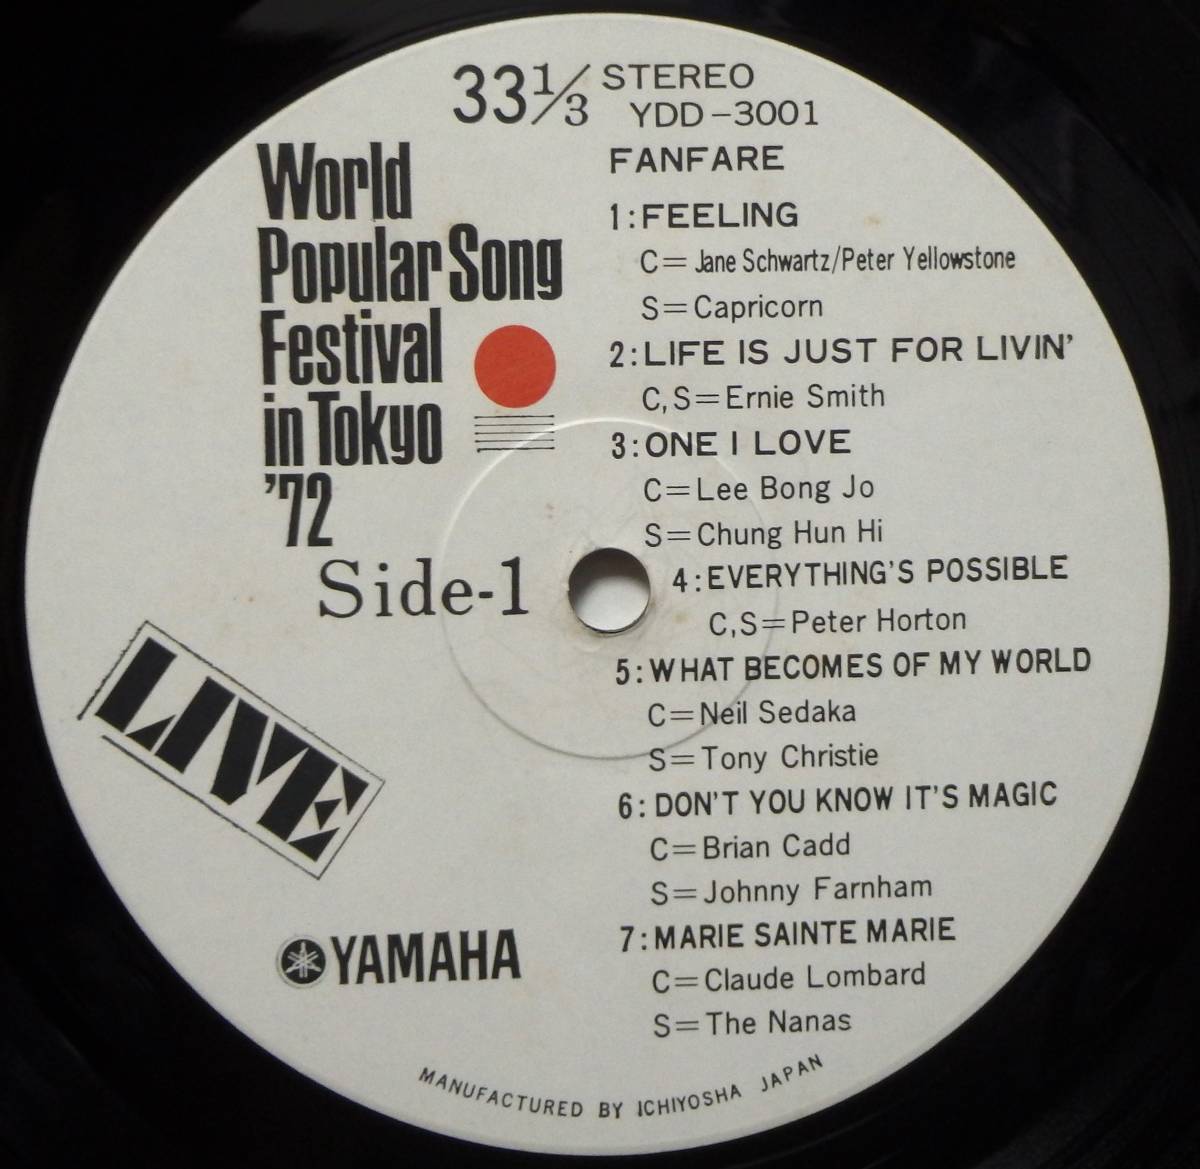 33⅓ STEREO
YDD-3001
World
Popular Song
Festival
in Tokyo
'72
Side-1
LIVE
YAMAHA
FANFARE
1:FEELING
C=Jane Schwartz/Peter Yellowstone
S=Capricorn
2:LIFE IS JUST FOR LIVIN'
C,S=Ernie Smith
3:ONE I LOVE
C=Lee Bong Jo
S=Chung Hun Hi
4:EVERYTHING'S POSSIBLE
C,S=Peter Horton
5:WHAT BECOMES OF MY WORLD
C=Neil Sedaka
S=Tony Christie
6:DON'T YOU KNOW IT'S MAGIC
C=Brian Cadd
S=Johnny Farnham
7:MARIE SAINTE MARIE
C=Claude Lombard
S=The Nanas
MANUFACTURED BY ICHIYOSHA JAPAN